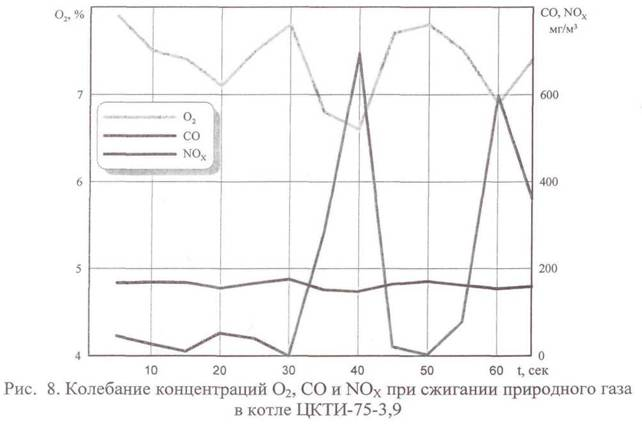 O₂, %
CO, NOX
мг/м³
8
7
6
5
4
800
600
400
200
0
O₂
CO
NOX
10 20 30 40 50 60 t, сек
Рис. 8. Колебание концентраций O₂, CO и NOX при сжигании природного газа
в котле ЦКТИ-75-3,9